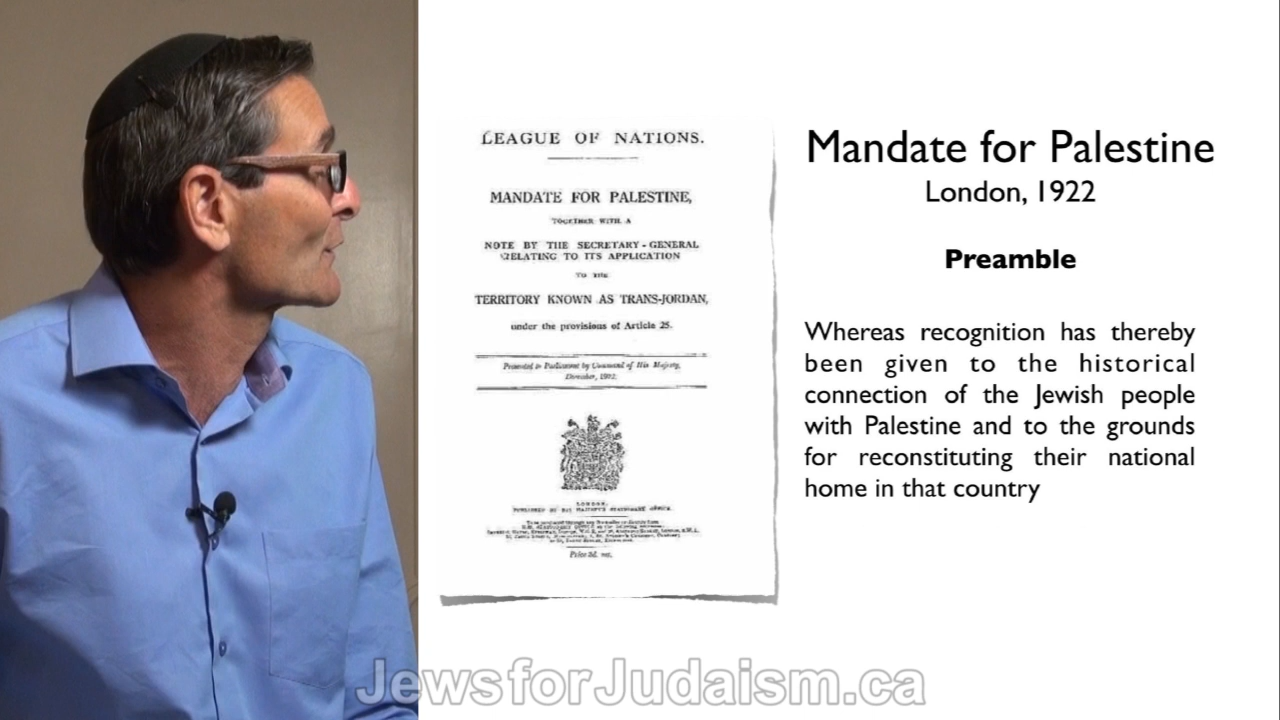 LEAGUE OF NATIONS.
MANDATE FOR PALESTINE,
TOGETHER WITH A
NOTE BY THE SECRETARY-GENERAL
RELATING TO ITS APPLICATION
TO THE
TERRITORY KNOWN AS TRANS-JORDAN,
under the provisions of Article 25.
Presented to Parliament by Command of His Majesty,
December, 1922.
LONDON:
PUBLISHED BY HIS MAJESTY'S STATIONERY OFFICE.
Price 2d. net.
Mandate for Palestine
London, 1922
Preamble
Whereas recognition has thereby
been given to the historical
connection of the Jewish people
with Palestine and to the grounds
for reconstituting their national
home in that country
JewsforJudaism.ca